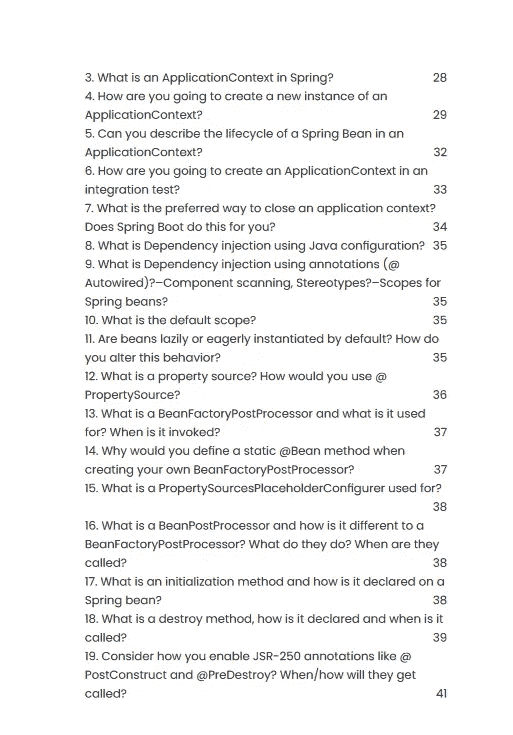 3. What is an ApplicationContext in Spring? 28
4. How are you going to create a new instance of an
ApplicationContext? 29
5. Can you describe the lifecycle of a Spring Bean in an
ApplicationContext? 32
6. How are you going to create an ApplicationContext in an
integration test? 33
7. What is the preferred way to close an application context?
Does Spring Boot do this for you? 34
8. What is Dependency injection using Java configuration? 35
9. What is Dependency injection using annotations (@
Autowired)?–Component scanning, Stereotypes?–Scopes for
Spring beans? 35
10. What is the default scope? 35
11. Are beans lazily or eagerly instantiated by default? How do
you alter this behavior? 35
12. What is a property source? How would you use @
PropertySource? 36
13. What is a BeanFactoryPostProcessor and what is it used
for? When is it invoked? 37
14. Why would you define a static @Bean method when
creating your own BeanFactoryPostProcessor? 37
15. What is a PropertySourcesPlaceholderConfigurer used for?
38
16. What is a BeanPostProcessor and how is it different to a
BeanFactoryPostProcessor? What do they do? When are they
called? 38
17. What is an initialization method and how is it declared on a
Spring bean? 38
18. What is a destroy method, how is it declared and when is it
called? 39
19. Consider how you enable JSR-250 annotations like @
PostConstruct and @PreDestroy? When/how will they get
called? 41